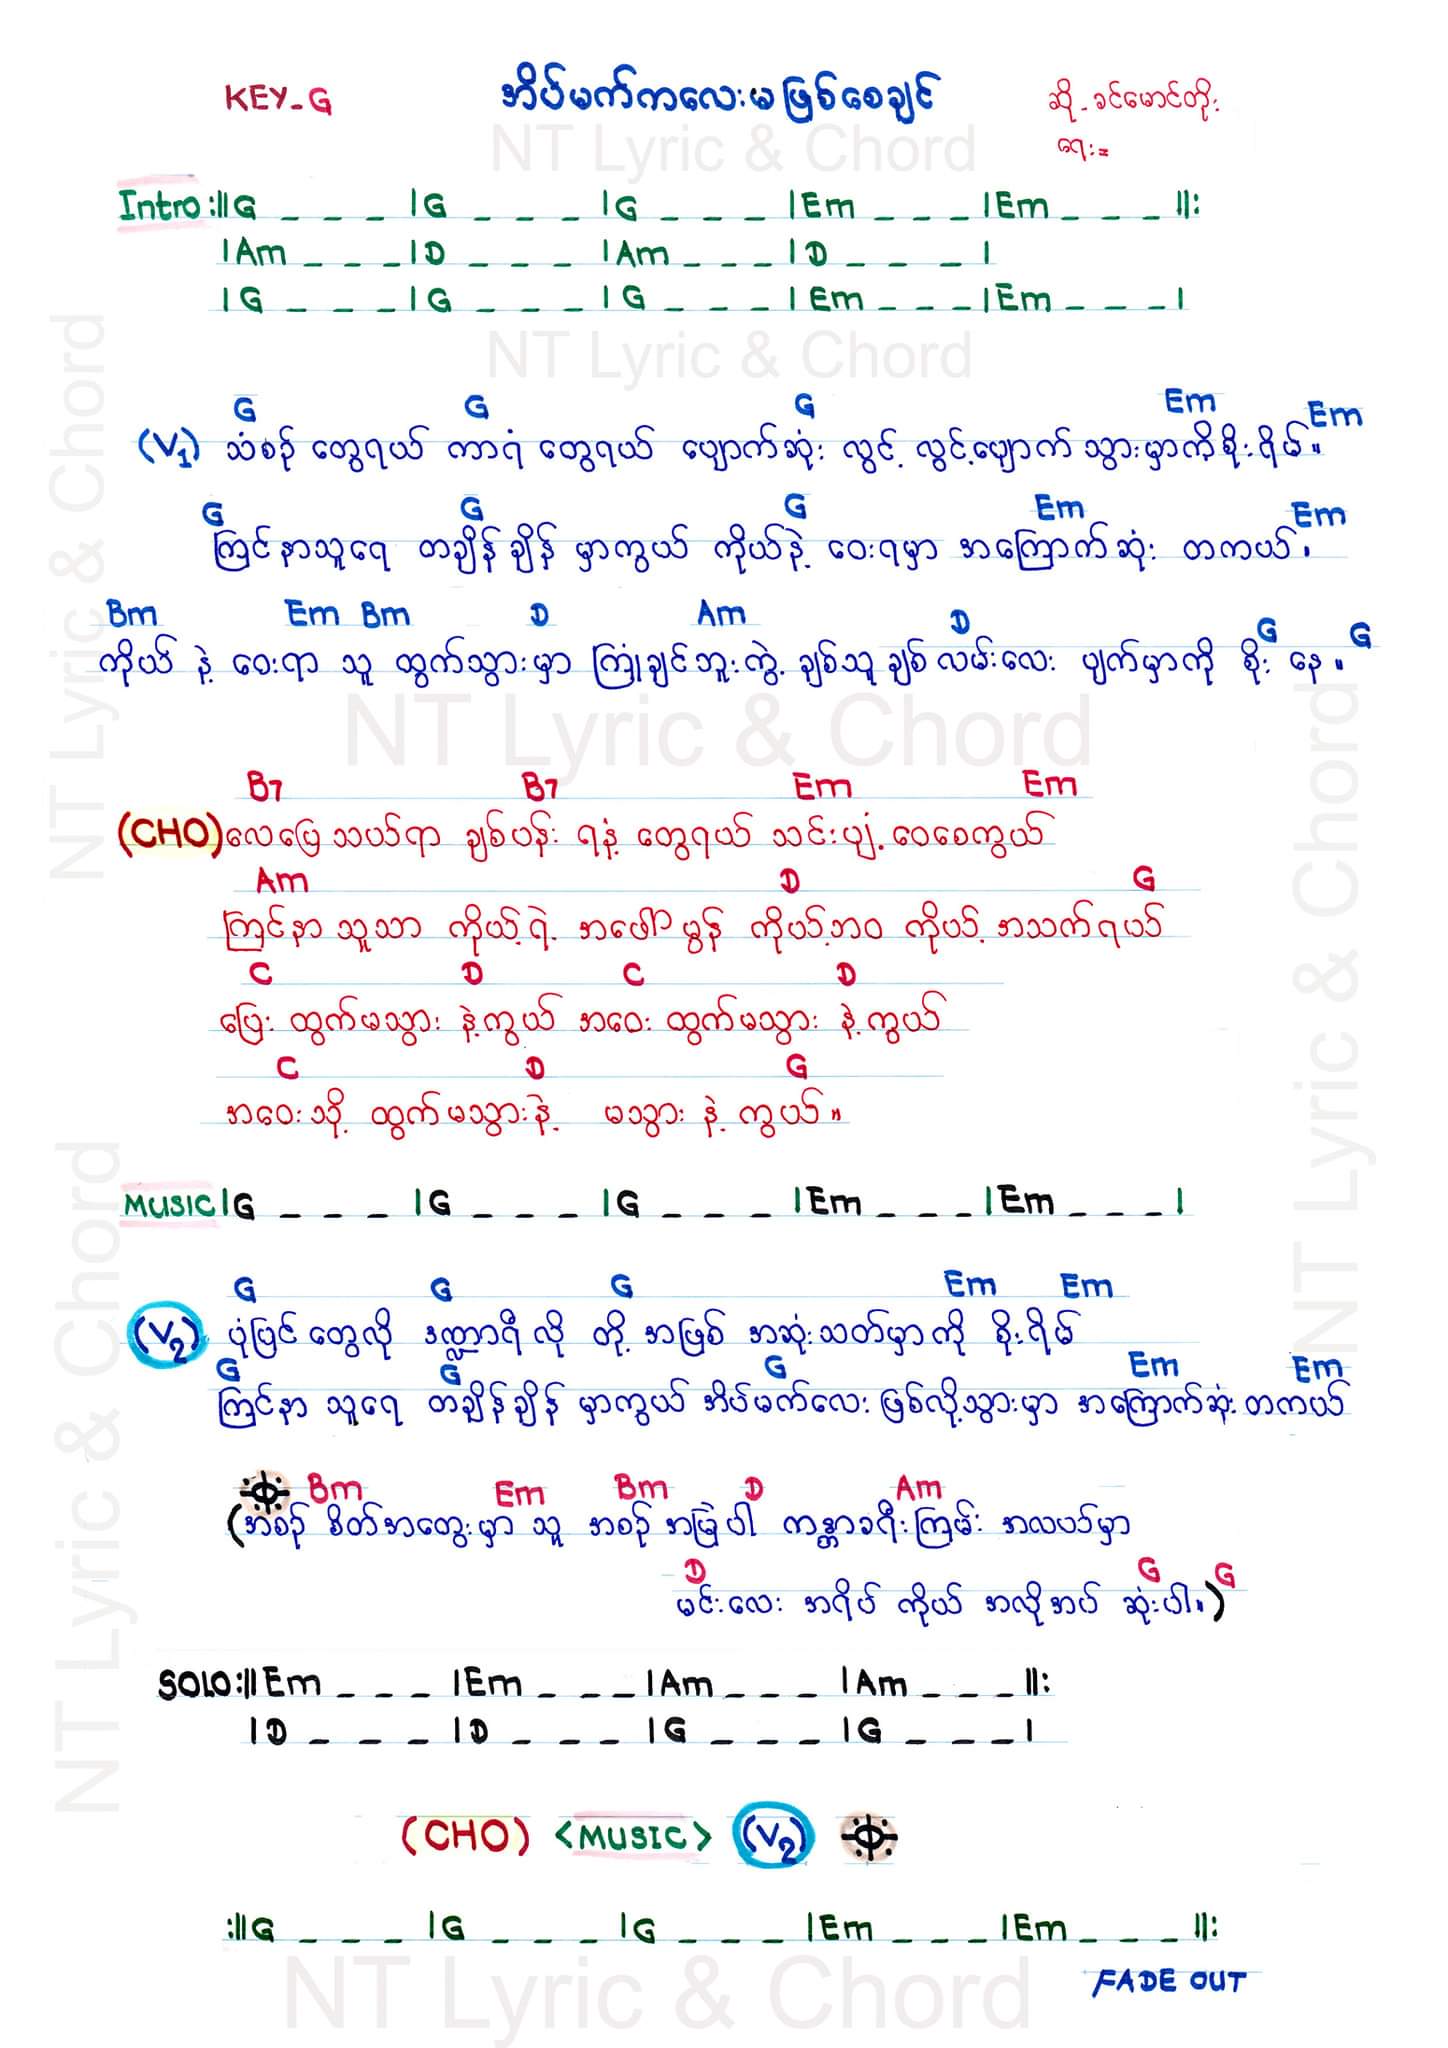 KEY-G
အိပ်မက်ကလေးမဖြစ်စေချင်
ဆို-ခင်မောင်တိုး
ရေး=
NT Lyric & Chord
Intro :||G _ _ _ |G _ _ _ |G _ _ _ |Em _ _ _ |Em _ _ _ ||:
|Am _ _ _ |D _ _ _ |Am _ _ _ |D _ _ _ |
|G _ _ _ |G _ _ _ |G _ _ _ |Em _ _ _ |Em _ _ _ |
NT Lyric & Chord
G G G Em Em
(V1) သံစဉ် တွေရယ် ကာရံ တွေရယ် ပျောက်ဆုံး လွင့် လွင့်ပျောက် သွားမှာကိုစိုးရိမ်။
G G G Em Em
ကြင်နာသူရေ တချိန်ချိန် မှာကွယ် ကိုယ်နဲ့ ဝေးရမှာ အကြောက်ဆုံး တကယ်။
Bm Em Bm D Am D G G
ကိုယ် နဲ့ ဝေးရာ သူ ထွက်သွားမှာ ကြုံချင်ဘူးကွဲ့ ချစ်သူ ချစ်လမ်းလေး ပျက်မှာကို စိုး နေ။
NT Lyric & Chord
B7 B7 Em Em
(CHO) လေပြေသယ်ရာ ချစ်ပန်း ရနံ့ တွေရယ် သင်းပျံ့ ဝေစေကွယ်
Am D G
ကြင်နာ သူသာ ကိုယ့်ရဲ့ အဖော်မွန် ကိုယ့်ဘဝ ကိုယ့် အသက်ရယ်
C D C D
ပြေး ထွက်မသွား နဲ့ကွယ် အဝေး ထွက်မသွား နဲ့ကွယ်
C D G
အဝေးသို့ ထွက်မသွားနဲ့ မသွား နဲ့ ကွယ်။
MUSIC |G _ _ _ |G _ _ _ |G _ _ _ |Em _ _ _ |Em _ _ _ |
G G G Em Em
(V2) ပုံပြင်တွေလို ဒဏ္ဍာရီလို တို့ အဖြစ် အဆုံးသတ်မှာကို စိုးရိမ်
G G G Em Em
ကြင်နာ သူရေ တချိန်ချိန် မှာကွယ် အိပ်မက်လေး ဖြစ်လို့သွားမှာ အကြောက်ဆုံးတကယ်
Bm Em Bm D Am
(အစဉ် စိတ်အတွေးမှာ သူ အစဉ် အမြဲပါ ကန္တာခရီးကြမ်း အလယ်မှာ
D G G
မင်းလေး အရိပ် ကိုယ် အလိုအပ် ဆုံးပါ။)
SOLO:||Em _ _ _ |Em _ _ _ |Am _ _ _ |Am _ _ _ ||:
|D _ _ _ |D _ _ _ |G _ _ _ |G _ _ _ |
(CHO) <MUSIC> (V2)
:||G _ _ _ |G _ _ _ |G _ _ _ |Em _ _ _ |Em _ _ _ ||:
FADE OUT
NT Lyric & Chord
NT Lyric & Chord
NT Lyric & Chord
NT Lyric & Chord